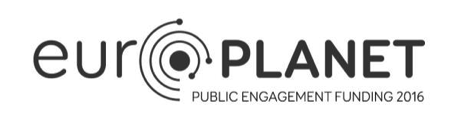 euroPLANET
PUBLIC ENGAGEMENT FUNDING 2016